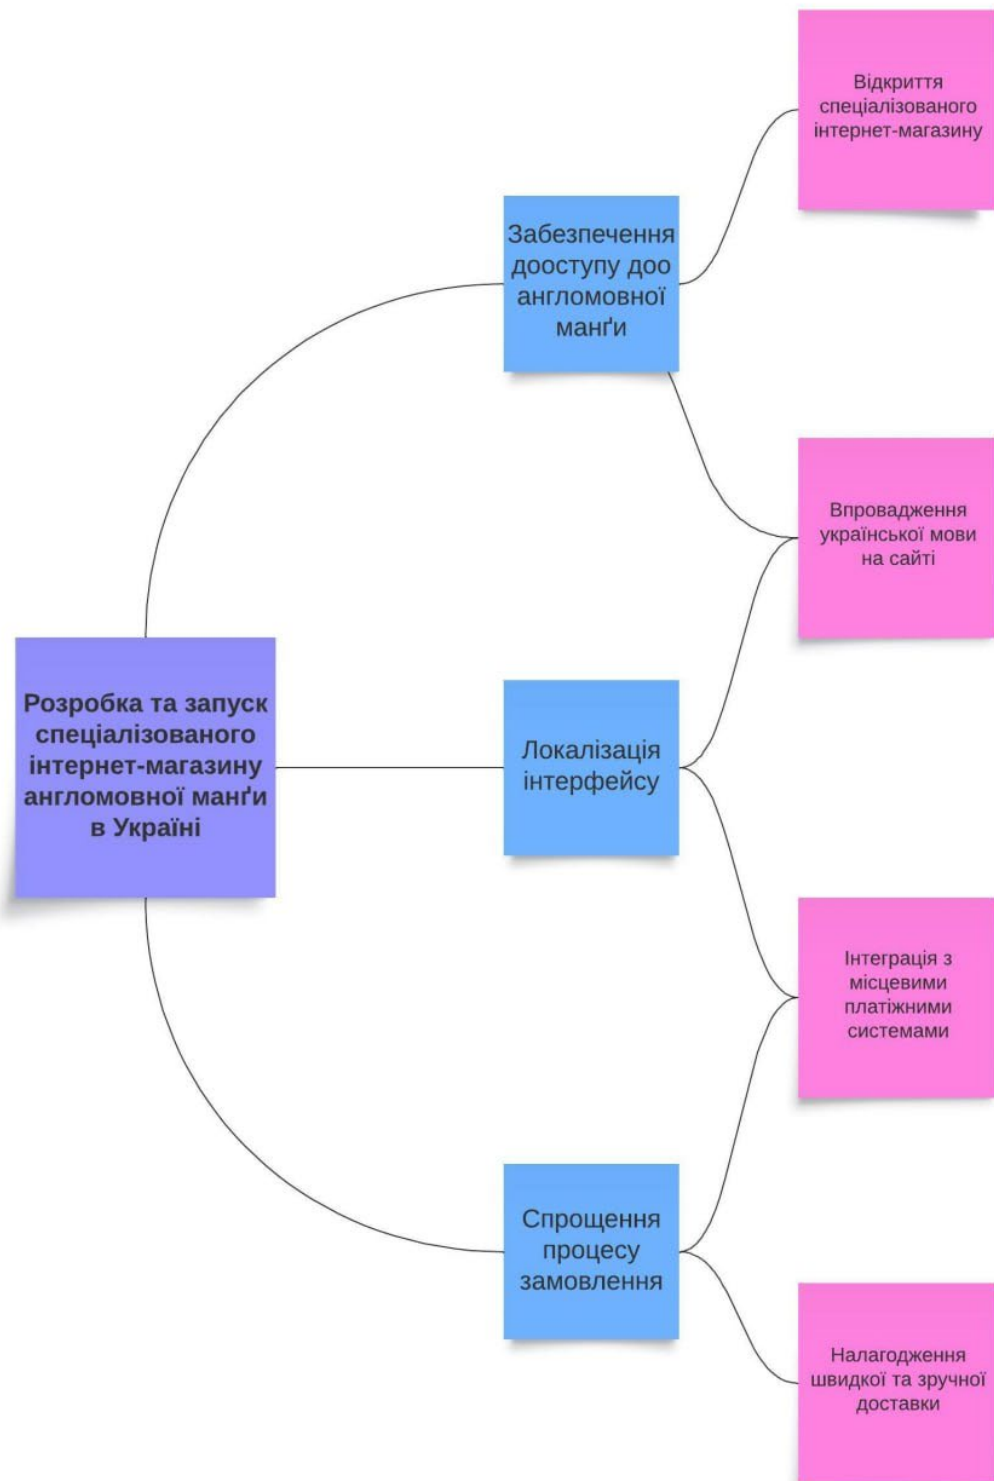 Відкриття
спеціалізованого
інтернет-магазину
Забезпечення
дооступу доо
англомовної
манґи
Впровадження
української мови
на сайті
Розробка та запуск
спеціалізованого
інтернет-магазину
англомовної манґи
в Україні
Локалізація
інтерфейсу
Інтеграція з
місцевими
платіжними
системами
Спрощення
процесу
замовлення
Налагодження
швидкої та зручної
доставки